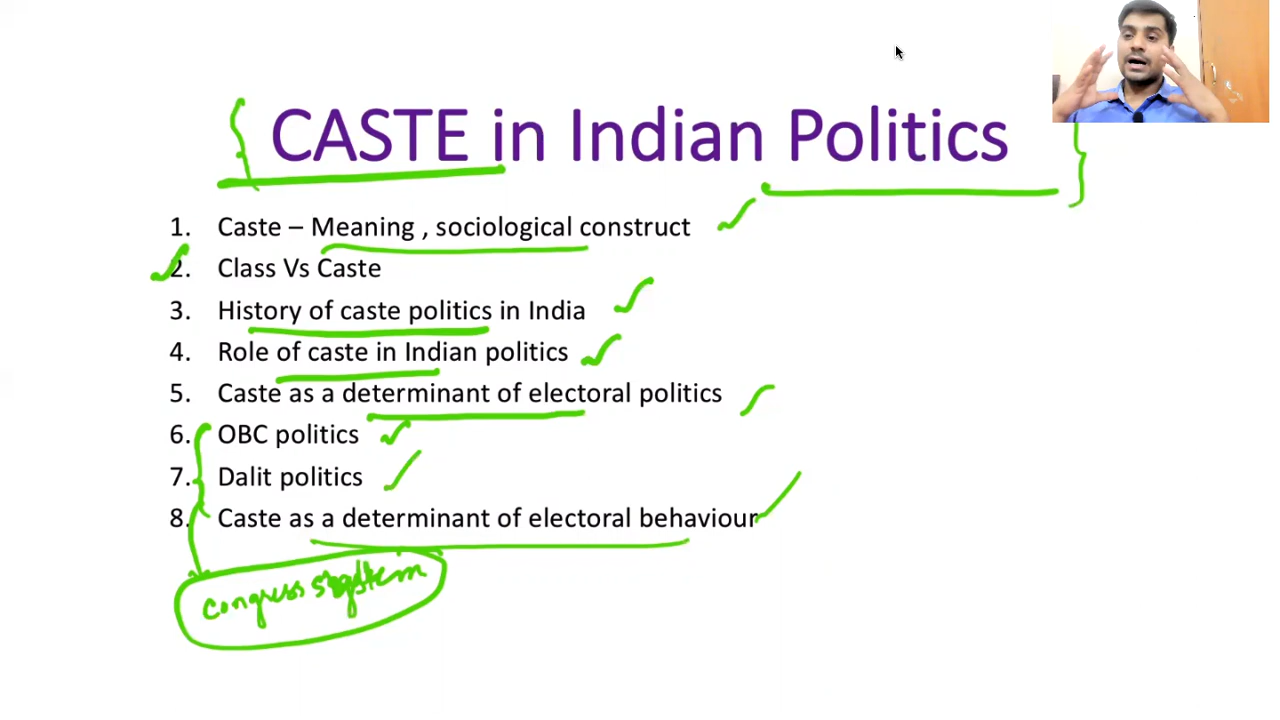 CASTE in Indian Politics
1. Caste – Meaning , sociological construct
2. Class Vs Caste
3. History of caste politics in India
4. Role of caste in Indian politics
5. Caste as a determinant of electoral politics
6. OBC politics
7. Dalit politics
8. Caste as a determinant of electoral behaviour
congress system